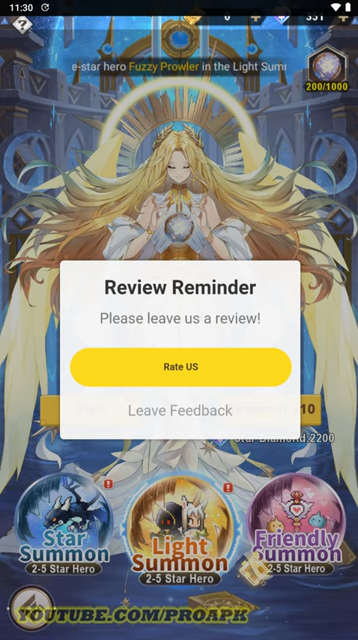 11:30
0
351
e-star hero Fuzzy Prowler in the Light Sum
200/1000
Review Reminder
Please leave us a review!
Rate US
Leave Feedback
10
Star Diamond:2200
Star
Summon
2-5 Star Hero
Light
Summon
2-5 Star Hero
Friendly
Summon
2-5 Star Hero
YOUTUBE.COM/PROAPK